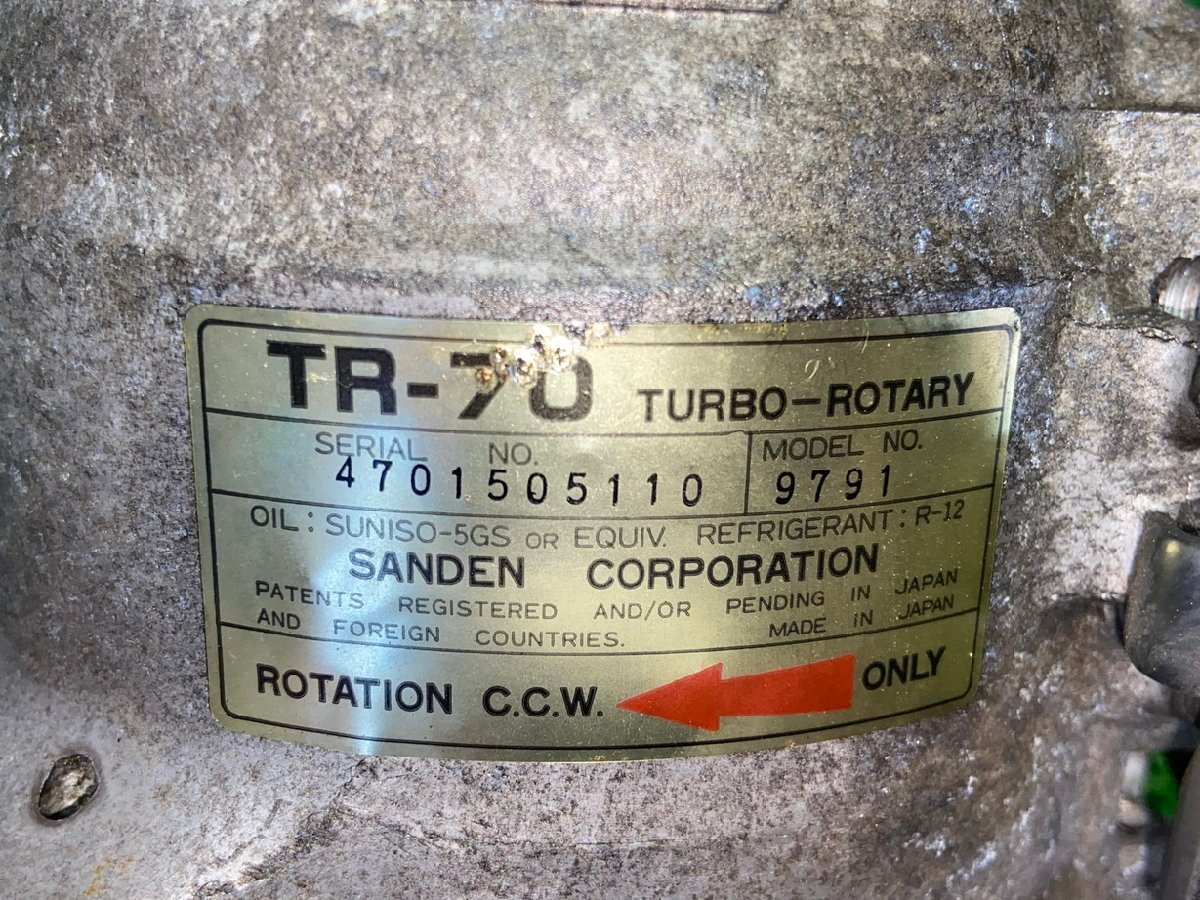 TR-70 TURBO-ROTARY
SERIAL NO. MODEL NO.
4701505110 9791
OIL: SUNISO-5GS OR EQUIV. REFRIGERANT: R-12
SANDEN CORPORATION
PATENTS REGISTERED AND/OR PENDING IN JAPAN
AND FOREIGN COUNTRIES. MADE IN JAPAN
ROTATION C.C.W. ONLY